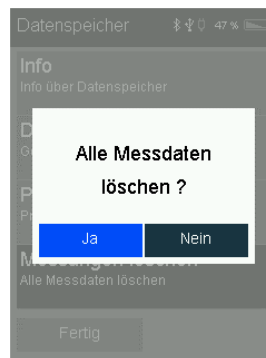 Datenspeicher 47 %
Info
Info über Datenspeicher
Alle Messdaten
löschen ?
Ja Nein
Alle Messdaten löschen
Fertig